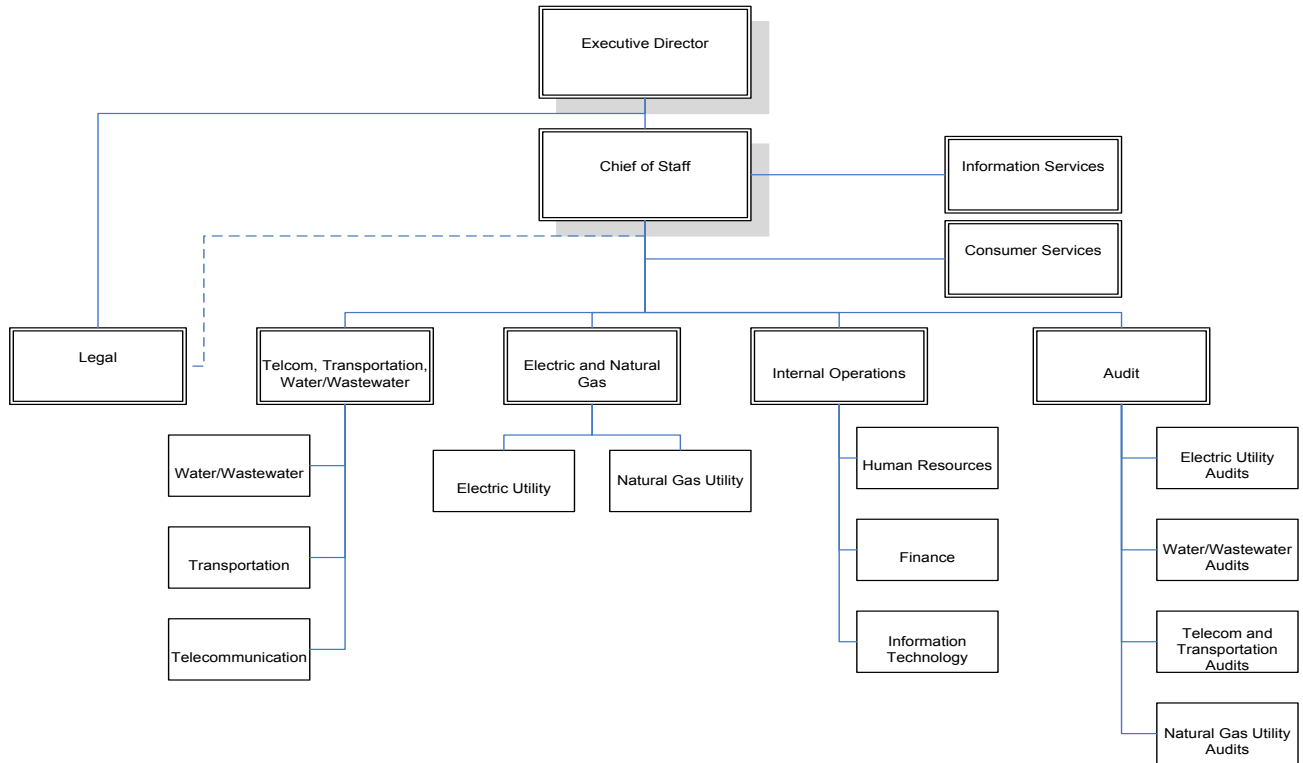 Executive Director
Chief of Staff
Information Services
Consumer Services
Legal
Telcom, Transportation,
Water/Wastewater
Electric and Natural
Gas
Internal Operations
Audit
Water/Wastewater
Transportation
Telecommunication
Electric Utility
Natural Gas Utility
Human Resources
Finance
Information
Technology
Electric Utility
Audits
Water/Wastewater
Audits
Telecom and
Transportation
Audits
Natural Gas Utility
Audits